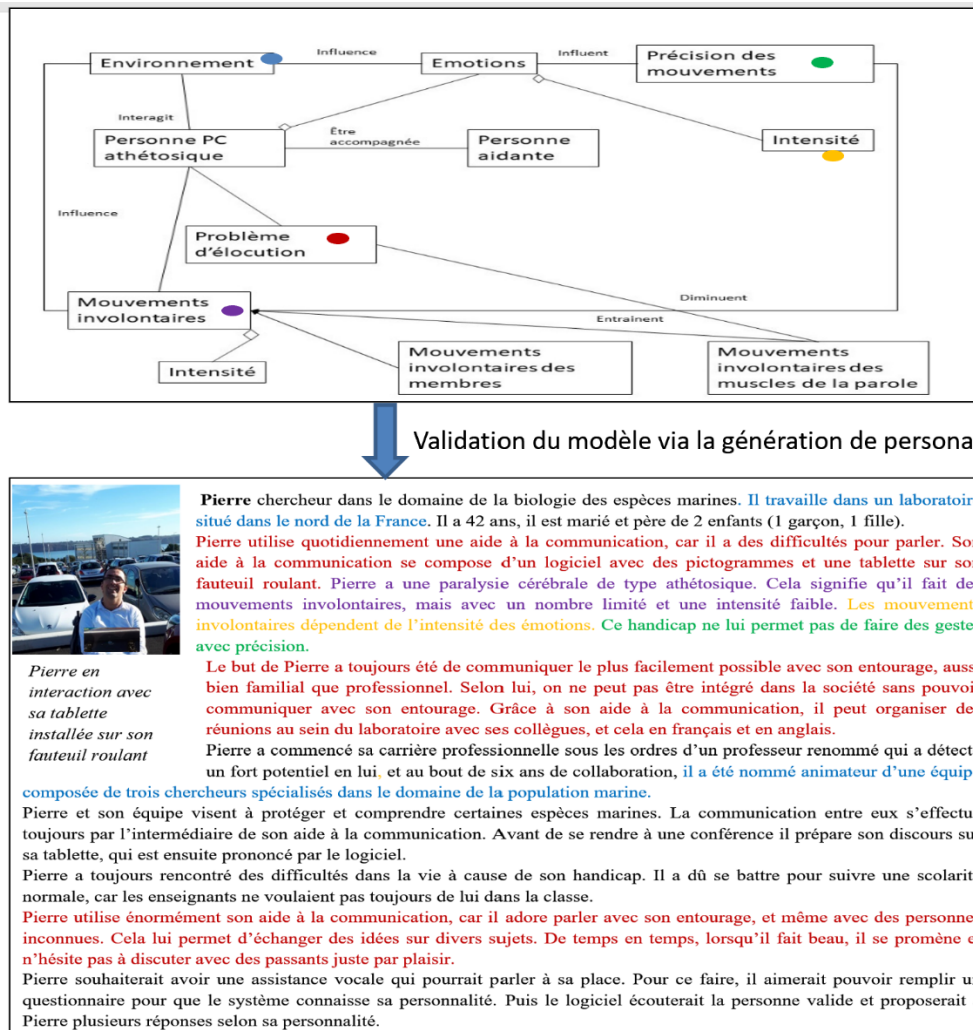 Environnement
Influence
Emotions
Influent
Précision des
mouvements
Interagit
Personne PC
athétosique
Être
accompagnée
Personne
aidante
Intensité
Influence
Problème
d'élocution
Mouvements
involontaires
Diminuent
Entrainent
Intensité
Mouvements
involontaires des
membres
Mouvements
involontaires des
muscles de la parole
Validation du modèle via la génération de persona
Pierre chercheur dans le domaine de la biologie des espèces marines. Il travaille dans un laboratoir
situé dans le nord de la France. Il a 42 ans, il est marié et père de 2 enfants (1 garçon, 1 fille).
Pierre utilise quotidiennement une aide à la communication, car il a des difficultés pour parler. So
aide à la communication se compose d'un logiciel avec des pictogrammes et une tablette sur so
fauteuil roulant. Pierre a une paralysie cérébrale de type athétosique. Cela signifie qu'il fait de
mouvements involontaires, mais avec un nombre limité et une intensité faible. Les mouvement
involontaires dépendent de l'intensité des émotions. Ce handicap ne lui permet pas de faire des geste
avec précision.
Pierre en
interaction avec
sa tablette
installée sur son
fauteuil roulant
Le but de Pierre a toujours été de communiquer le plus facilement possible avec son entourage, auss
bien familial que professionnel. Selon lui, on ne peut pas être intégré dans la société sans pouvoi
communiquer avec son entourage. Grâce à son aide à la communication, il peut organiser de
réunions au sein du laboratoire avec ses collègues, et cela en français et en anglais.
Pierre a commencé sa carrière professionnelle sous les ordres d'un professeur renommé qui a détect
un fort potentiel en lui, et au bout de six ans de collaboration, il a été nommé animateur d'une équip
composée de trois chercheurs spécialisés dans le domaine de la population marine.
Pierre et son équipe visent à protéger et comprendre certaines espèces marines. La communication entre eux s'effectu
toujours par l'intermédiaire de son aide à la communication. Avant de se rendre à une conférence il prépare son discours su
sa tablette, qui est ensuite prononcé par le logiciel.
Pierre a toujours rencontré des difficultés dans la vie à cause de son handicap. Il a dû se battre pour suivre une scolarit
normale, car les enseignants ne voulaient pas toujours de lui dans la classe.
Pierre utilise énormément son aide à la communication, car il adore parler avec son entourage, et même avec des personne
inconnues. Cela lui permet d'échanger des idées sur divers sujets. De temps en temps, lorsqu'il fait beau, il se promène e
n'hésite pas à discuter avec des passants juste par plaisir.
Pierre souhaiterait avoir une assistance vocale qui pourrait parler à sa place. Pour ce faire, il aimerait pouvoir remplir u
questionnaire pour que le système connaisse sa personnalité. Puis le logiciel écouterait la personne valide et proposerait
Pierre plusieurs réponses selon sa personnalité.